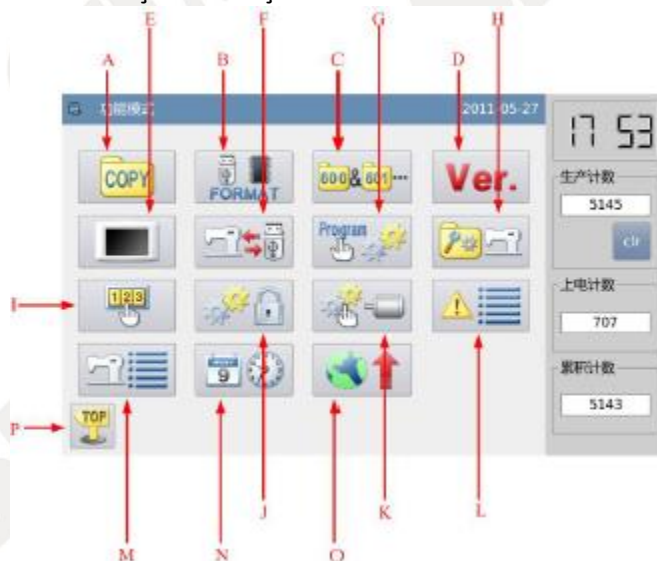 E F G H
A B C D
功能模式 2011-05-27
17 53
COPY FORMAT 600 & 601 ... Ver.
生产计数
5145
Program
clr
I
123
上电计数
707
9
累积计数
5143
P
TOP
J K L
M N O